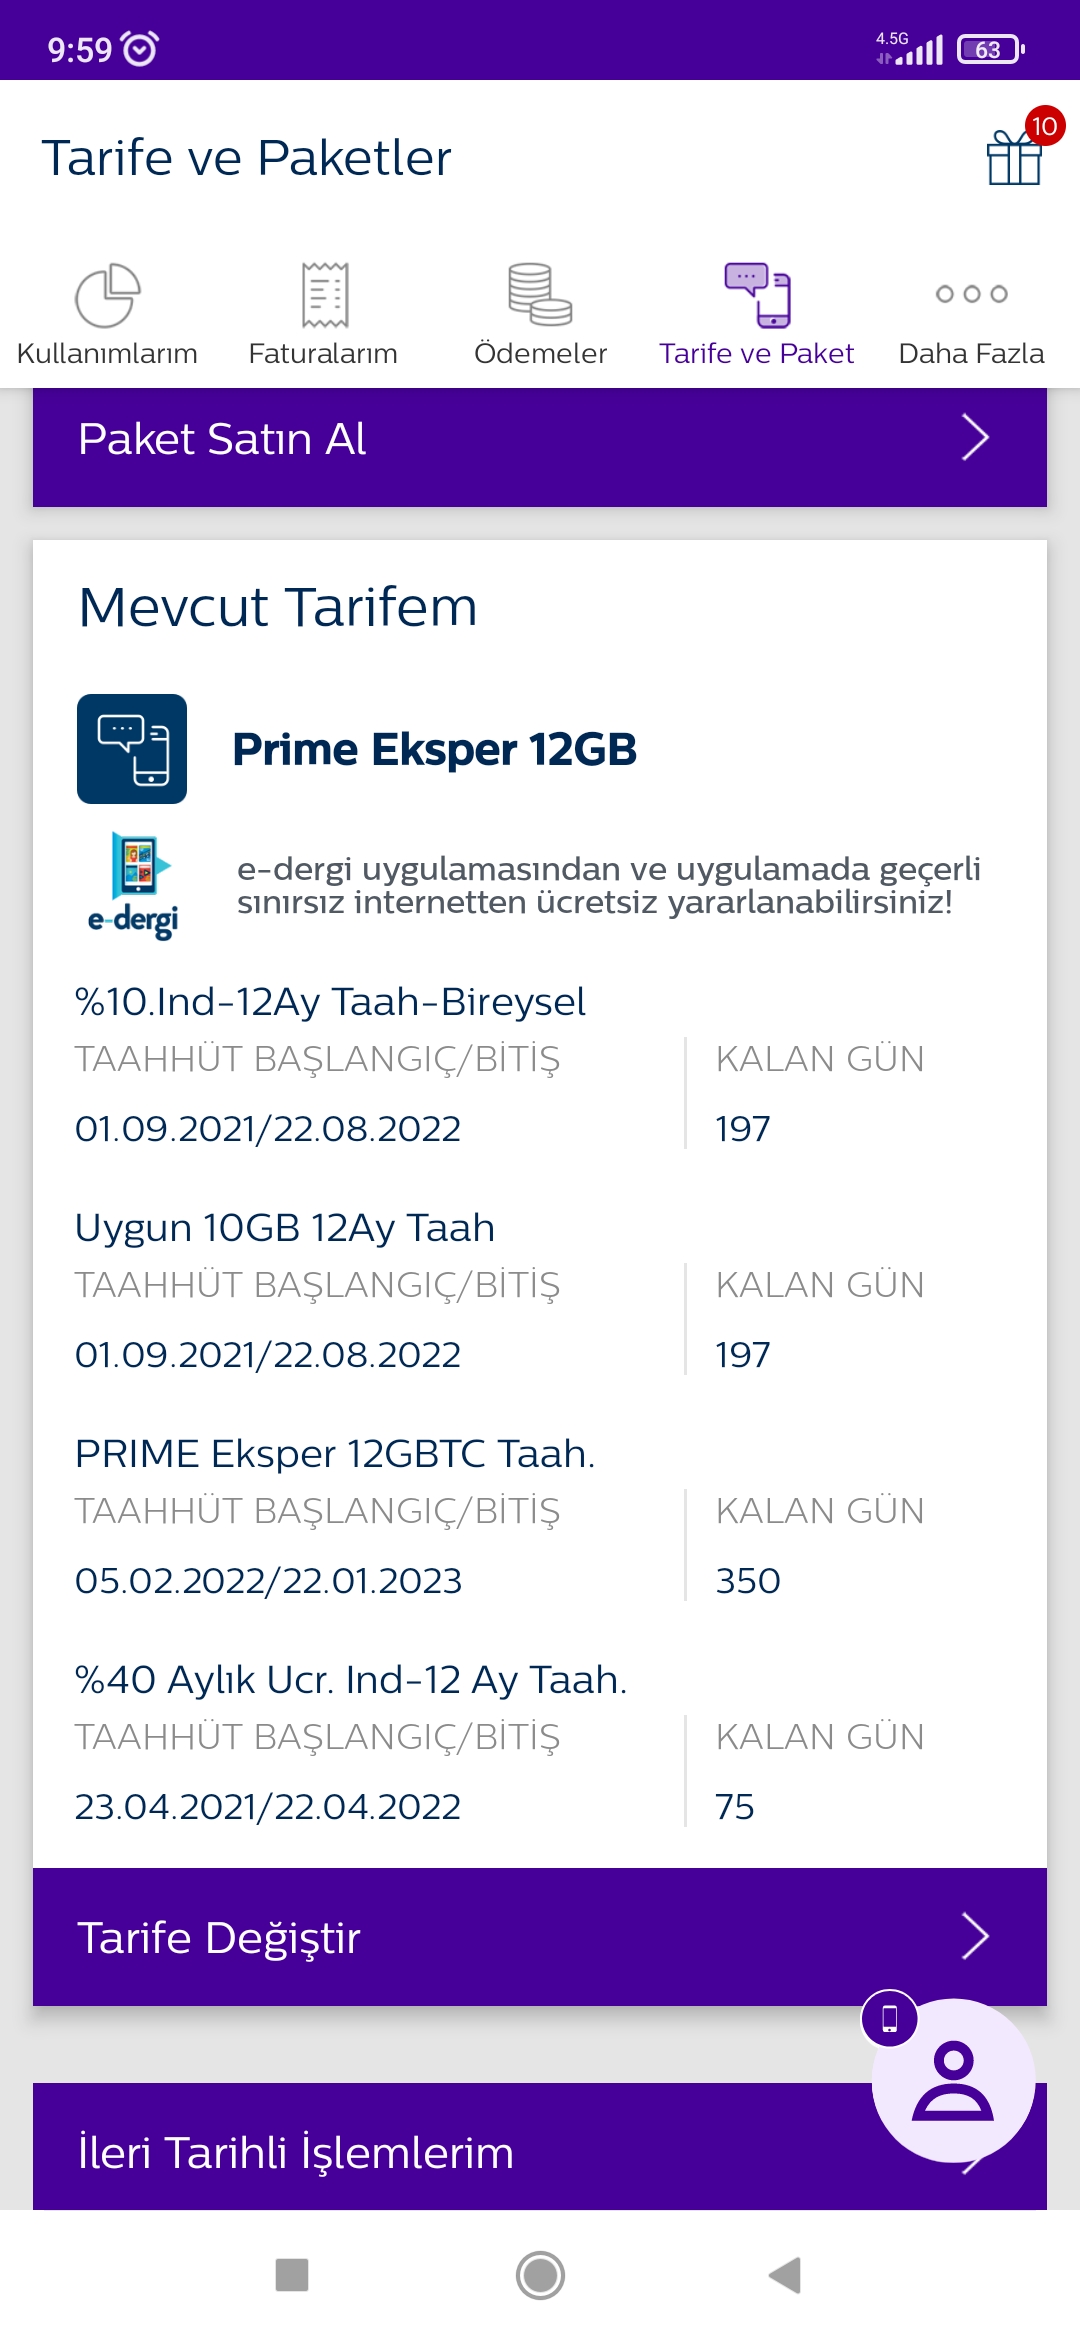 9:59
4.5G
63
Tarife ve Paketler
10
Kullanımlarım
Faturalarım
Ödemeler
Tarife ve Paket
Daha Fazla
Paket Satın Al
Mevcut Tarifem
Prime Eksper 12GB
e-dergi
e-dergi uygulamasından ve uygulamada geçerli
sınırsız internetten ücretsiz yararlanabilirsiniz!
%10.Ind-12Ay Taah-Bireysel
TAAHHÜT BAŞLANGIÇ/BİTİŞ
KALAN GÜN
01.09.2021/22.08.2022
197
Uygun 10GB 12Ay Taah
TAAHHÜT BAŞLANGIÇ/BİTİŞ
KALAN GÜN
01.09.2021/22.08.2022
197
PRIME Eksper 12GBTC Taah.
TAAHHÜT BAŞLANGIÇ/BİTİŞ
KALAN GÜN
05.02.2022/22.01.2023
350
%40 Aylık Ucr. Ind-12 Ay Taah.
TAAHHÜT BAŞLANGIÇ/BİTİŞ
KALAN GÜN
23.04.2021/22.04.2022
75
Tarife Değiştir
İleri Tarihli İşlemlerim